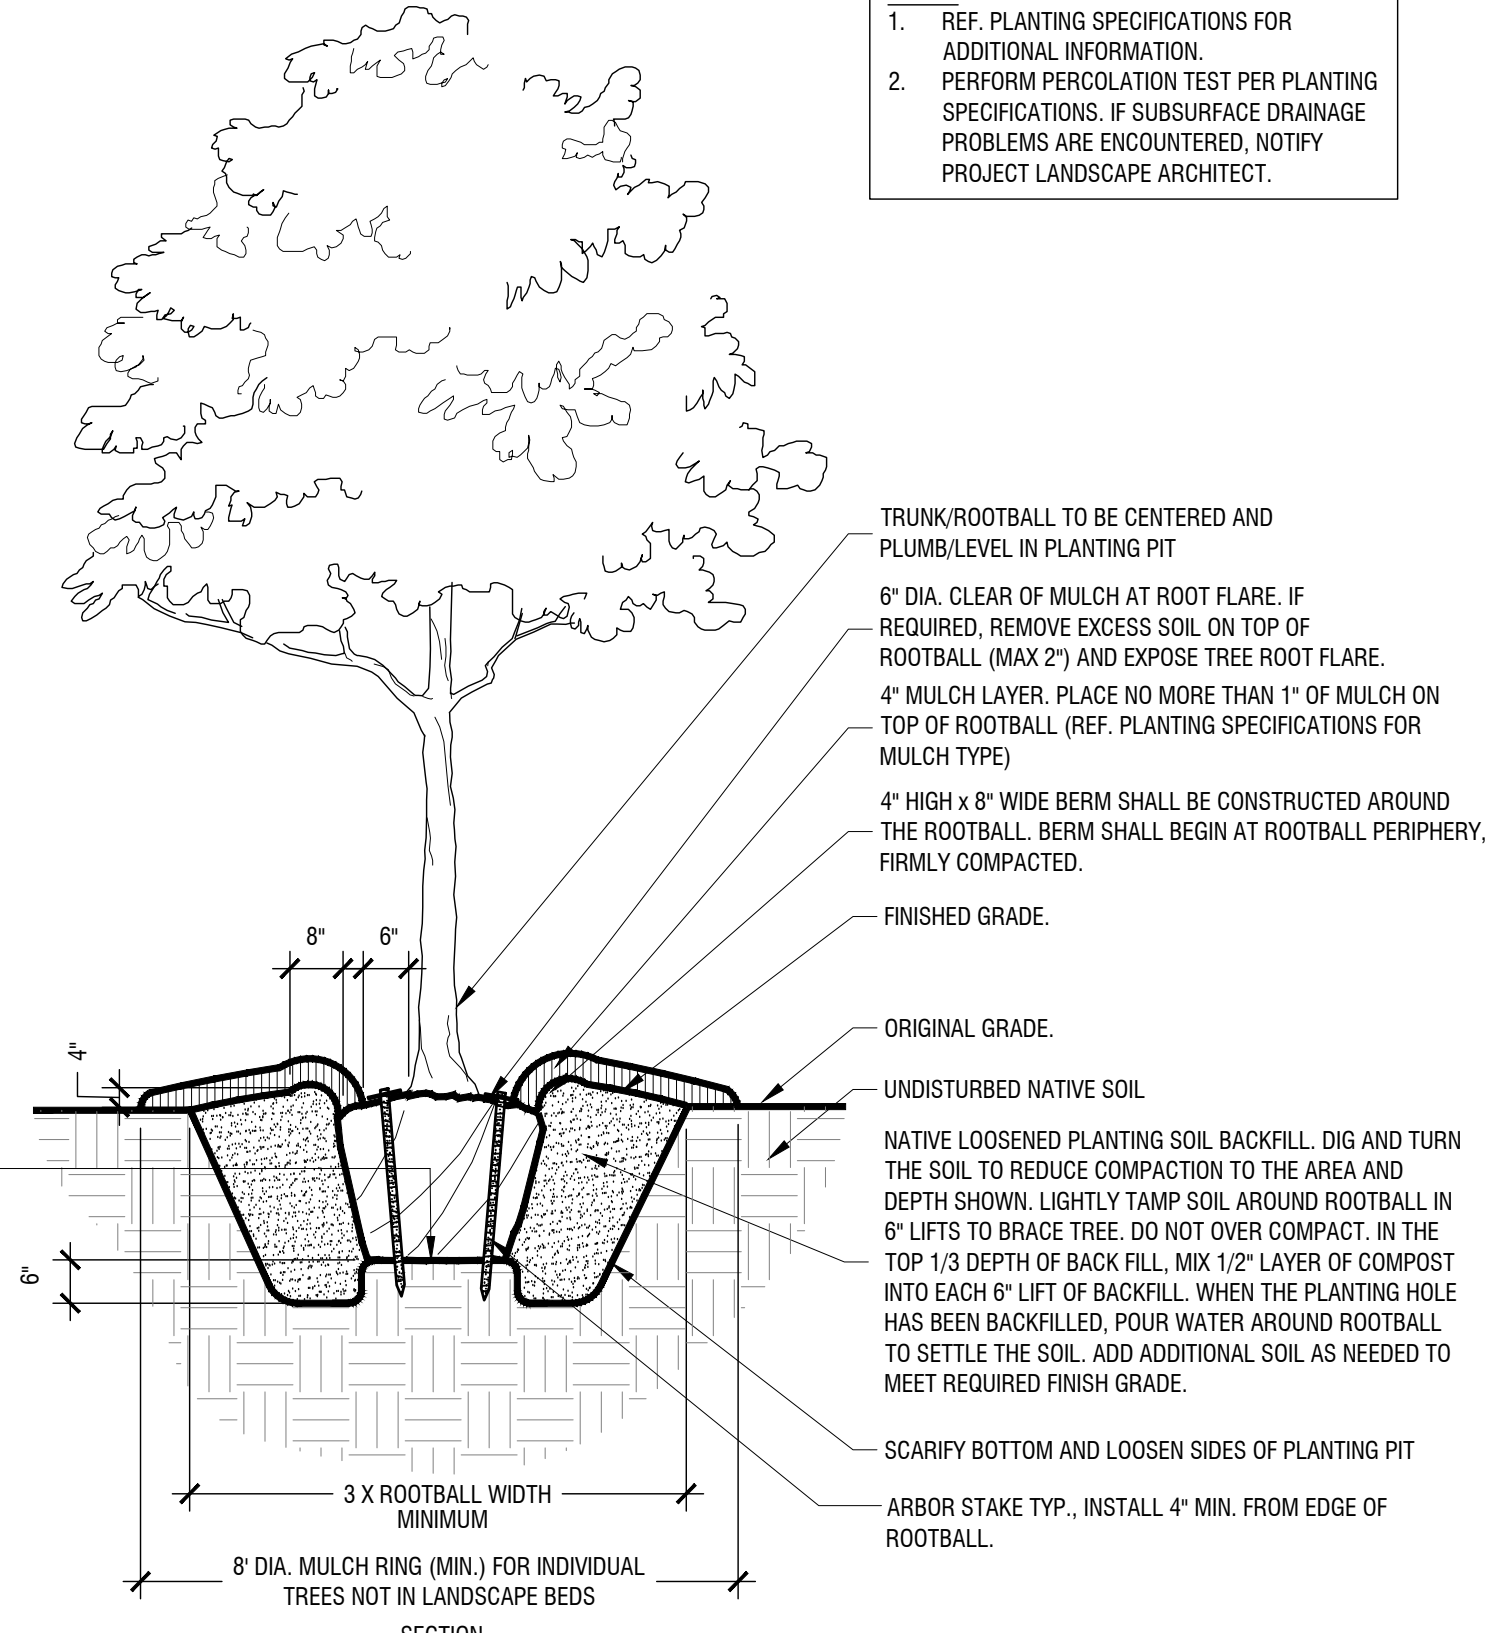 1. REF. PLANTING SPECIFICATIONS FOR
ADDITIONAL INFORMATION.
2. PERFORM PERCOLATION TEST PER PLANTING
SPECIFICATIONS. IF SUBSURFACE DRAINAGE
PROBLEMS ARE ENCOUNTERED, NOTIFY
PROJECT LANDSCAPE ARCHITECT.
TRUNK/ROOTBALL TO BE CENTERED AND
PLUMB/LEVEL IN PLANTING PIT
6" DIA. CLEAR OF MULCH AT ROOT FLARE. IF
REQUIRED, REMOVE EXCESS SOIL ON TOP OF
ROOTBALL (MAX 2") AND EXPOSE TREE ROOT FLARE.
4" MULCH LAYER. PLACE NO MORE THAN 1" OF MULCH ON
TOP OF ROOTBALL (REF. PLANTING SPECIFICATIONS FOR
MULCH TYPE)
4" HIGH x 8" WIDE BERM SHALL BE CONSTRUCTED AROUND
THE ROOTBALL. BERM SHALL BEGIN AT ROOTBALL PERIPHERY,
FIRMLY COMPACTED.
FINISHED GRADE.
ORIGINAL GRADE.
UNDISTURBED NATIVE SOIL
NATIVE LOOSENED PLANTING SOIL BACKFILL. DIG AND TURN
THE SOIL TO REDUCE COMPACTION TO THE AREA AND
DEPTH SHOWN. LIGHTLY TAMP SOIL AROUND ROOTBALL IN
6" LIFTS TO BRACE TREE. DO NOT OVER COMPACT. IN THE
TOP 1/3 DEPTH OF BACK FILL, MIX 1/2" LAYER OF COMPOST
INTO EACH 6" LIFT OF BACKFILL. WHEN THE PLANTING HOLE
HAS BEEN BACKFILLED, POUR WATER AROUND ROOTBALL
TO SETTLE THE SOIL. ADD ADDITIONAL SOIL AS NEEDED TO
MEET REQUIRED FINISH GRADE.
SCARIFY BOTTOM AND LOOSEN SIDES OF PLANTING PIT
ARBOR STAKE TYP., INSTALL 4" MIN. FROM EDGE OF
ROOTBALL.
8"
6"
4"
6"
3 X ROOTBALL WIDTH
MINIMUM
8' DIA. MULCH RING (MIN.) FOR INDIVIDUAL
TREES NOT IN LANDSCAPE BEDS
SECTION